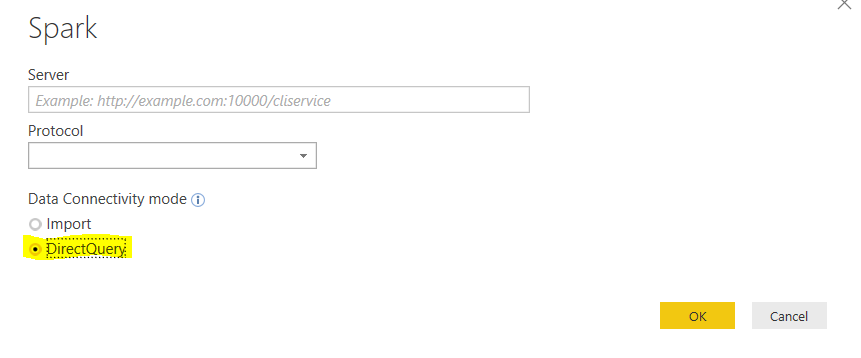 Spark
Server
Example: http://example.com:10000/cliservice
Protocol
Data Connectivity mode
Import
DirectQuery
OK Cancel